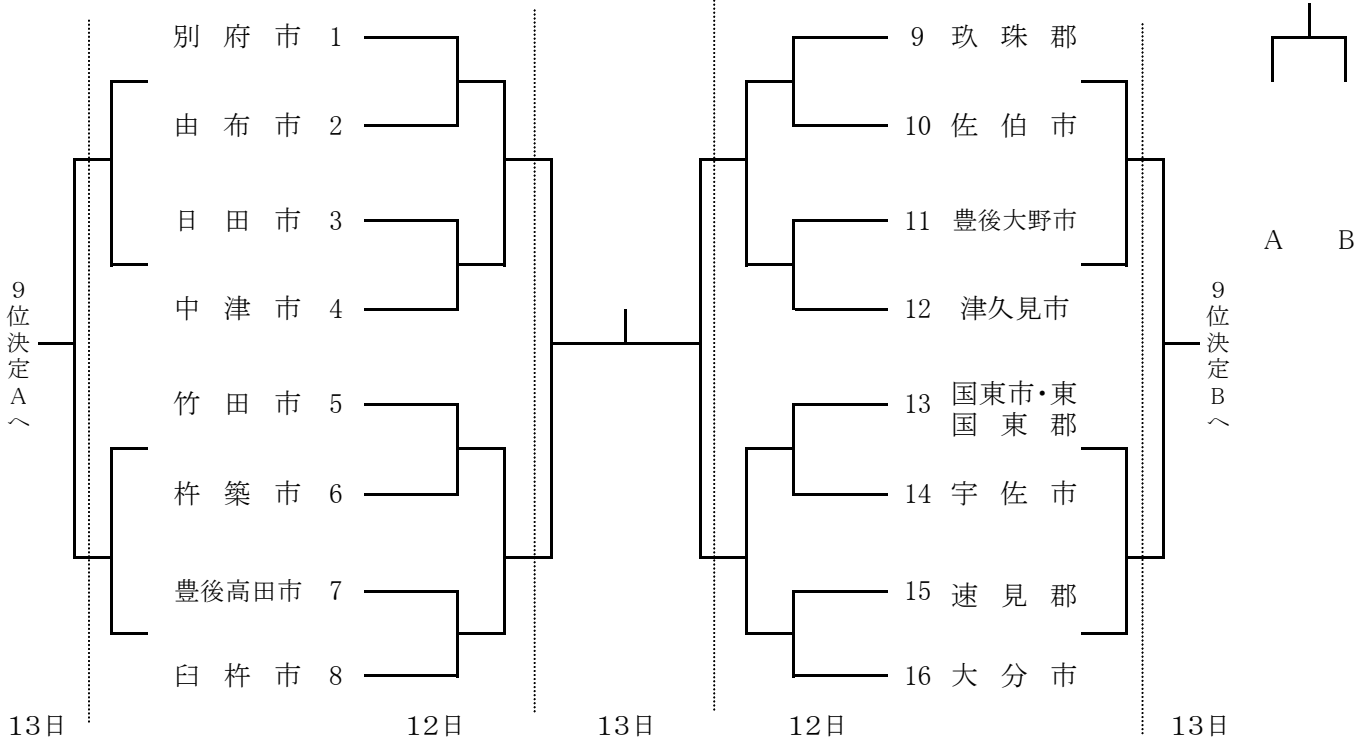 別府市 1
由布市 2
日田市 3
中津市 4
竹田市 5
杵築市 6
豊後高田市 7
臼杵市 8
9 玖珠郡
10 佐伯市
11 豊後大野市
12 津久見市
13 国東市・東
国東郡
14 宇佐市
15 速見郡
16 大分市
A B
9位決定Aへ
9位決定Bへ
13日 12日 13日 12日 13日